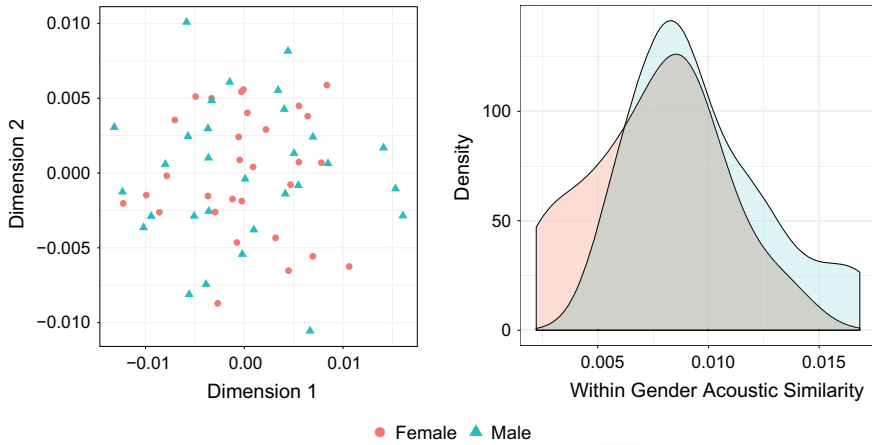 0.010
0.005
0.000
−0.005
−0.010
Dimension 2
−0.01
0.00
0.01
Dimension 1
100
50
0
Density
0.005
0.010
0.015
Within Gender Acoustic Similarity
Female
Male